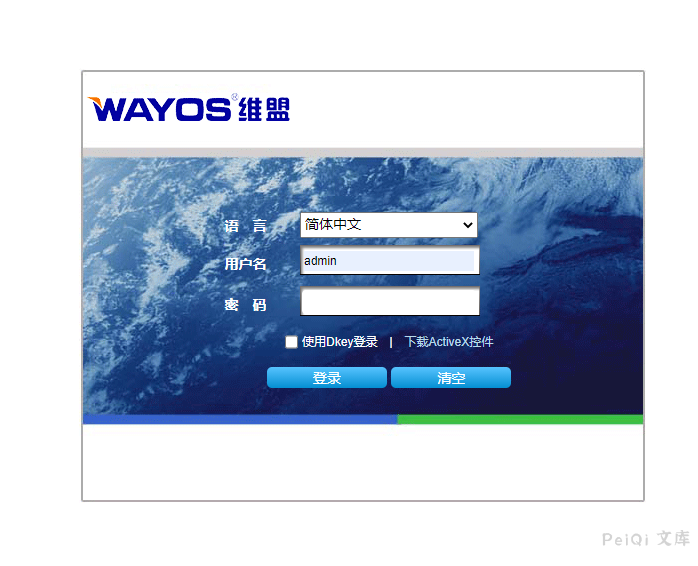 WAYOS®维盟
语 言 简体中文
用户名 admin
密 码
使用Dkey登录 | 下载ActiveX控件
登录 清空
PeiQi 文库